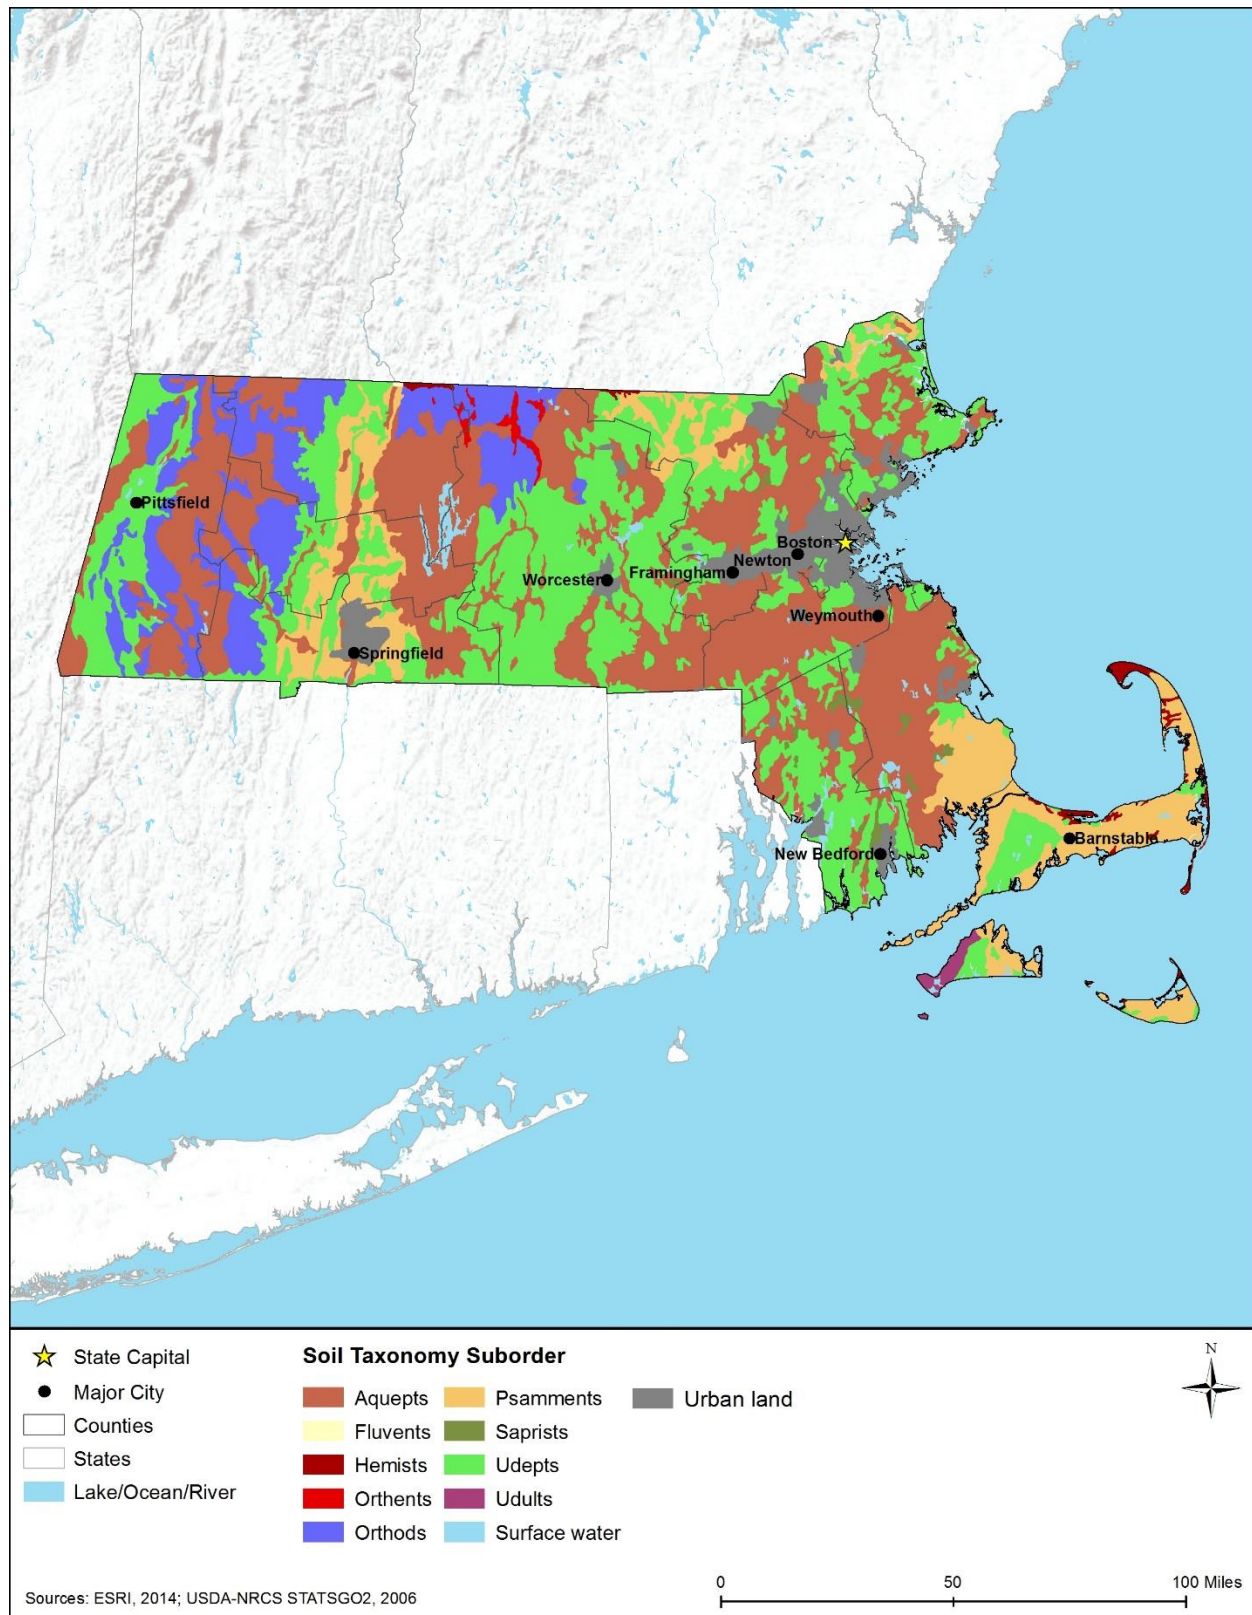 Pittsfield
Boston
Newton
Worcester
Framingham
Weymouth
Springfield
Barnstable
New Bedford
State Capital
Major City
Counties
States
Lake/Ocean/River
Soil Taxonomy Suborder
Aquepts
Fluvents
Hemists
Orthents
Orthods
Psamments
Saprists
Udepts
Udults
Surface water
Urban land
N
0 50 100 Miles
Sources: ESRI, 2014; USDA-NRCS STATSGO2, 2006